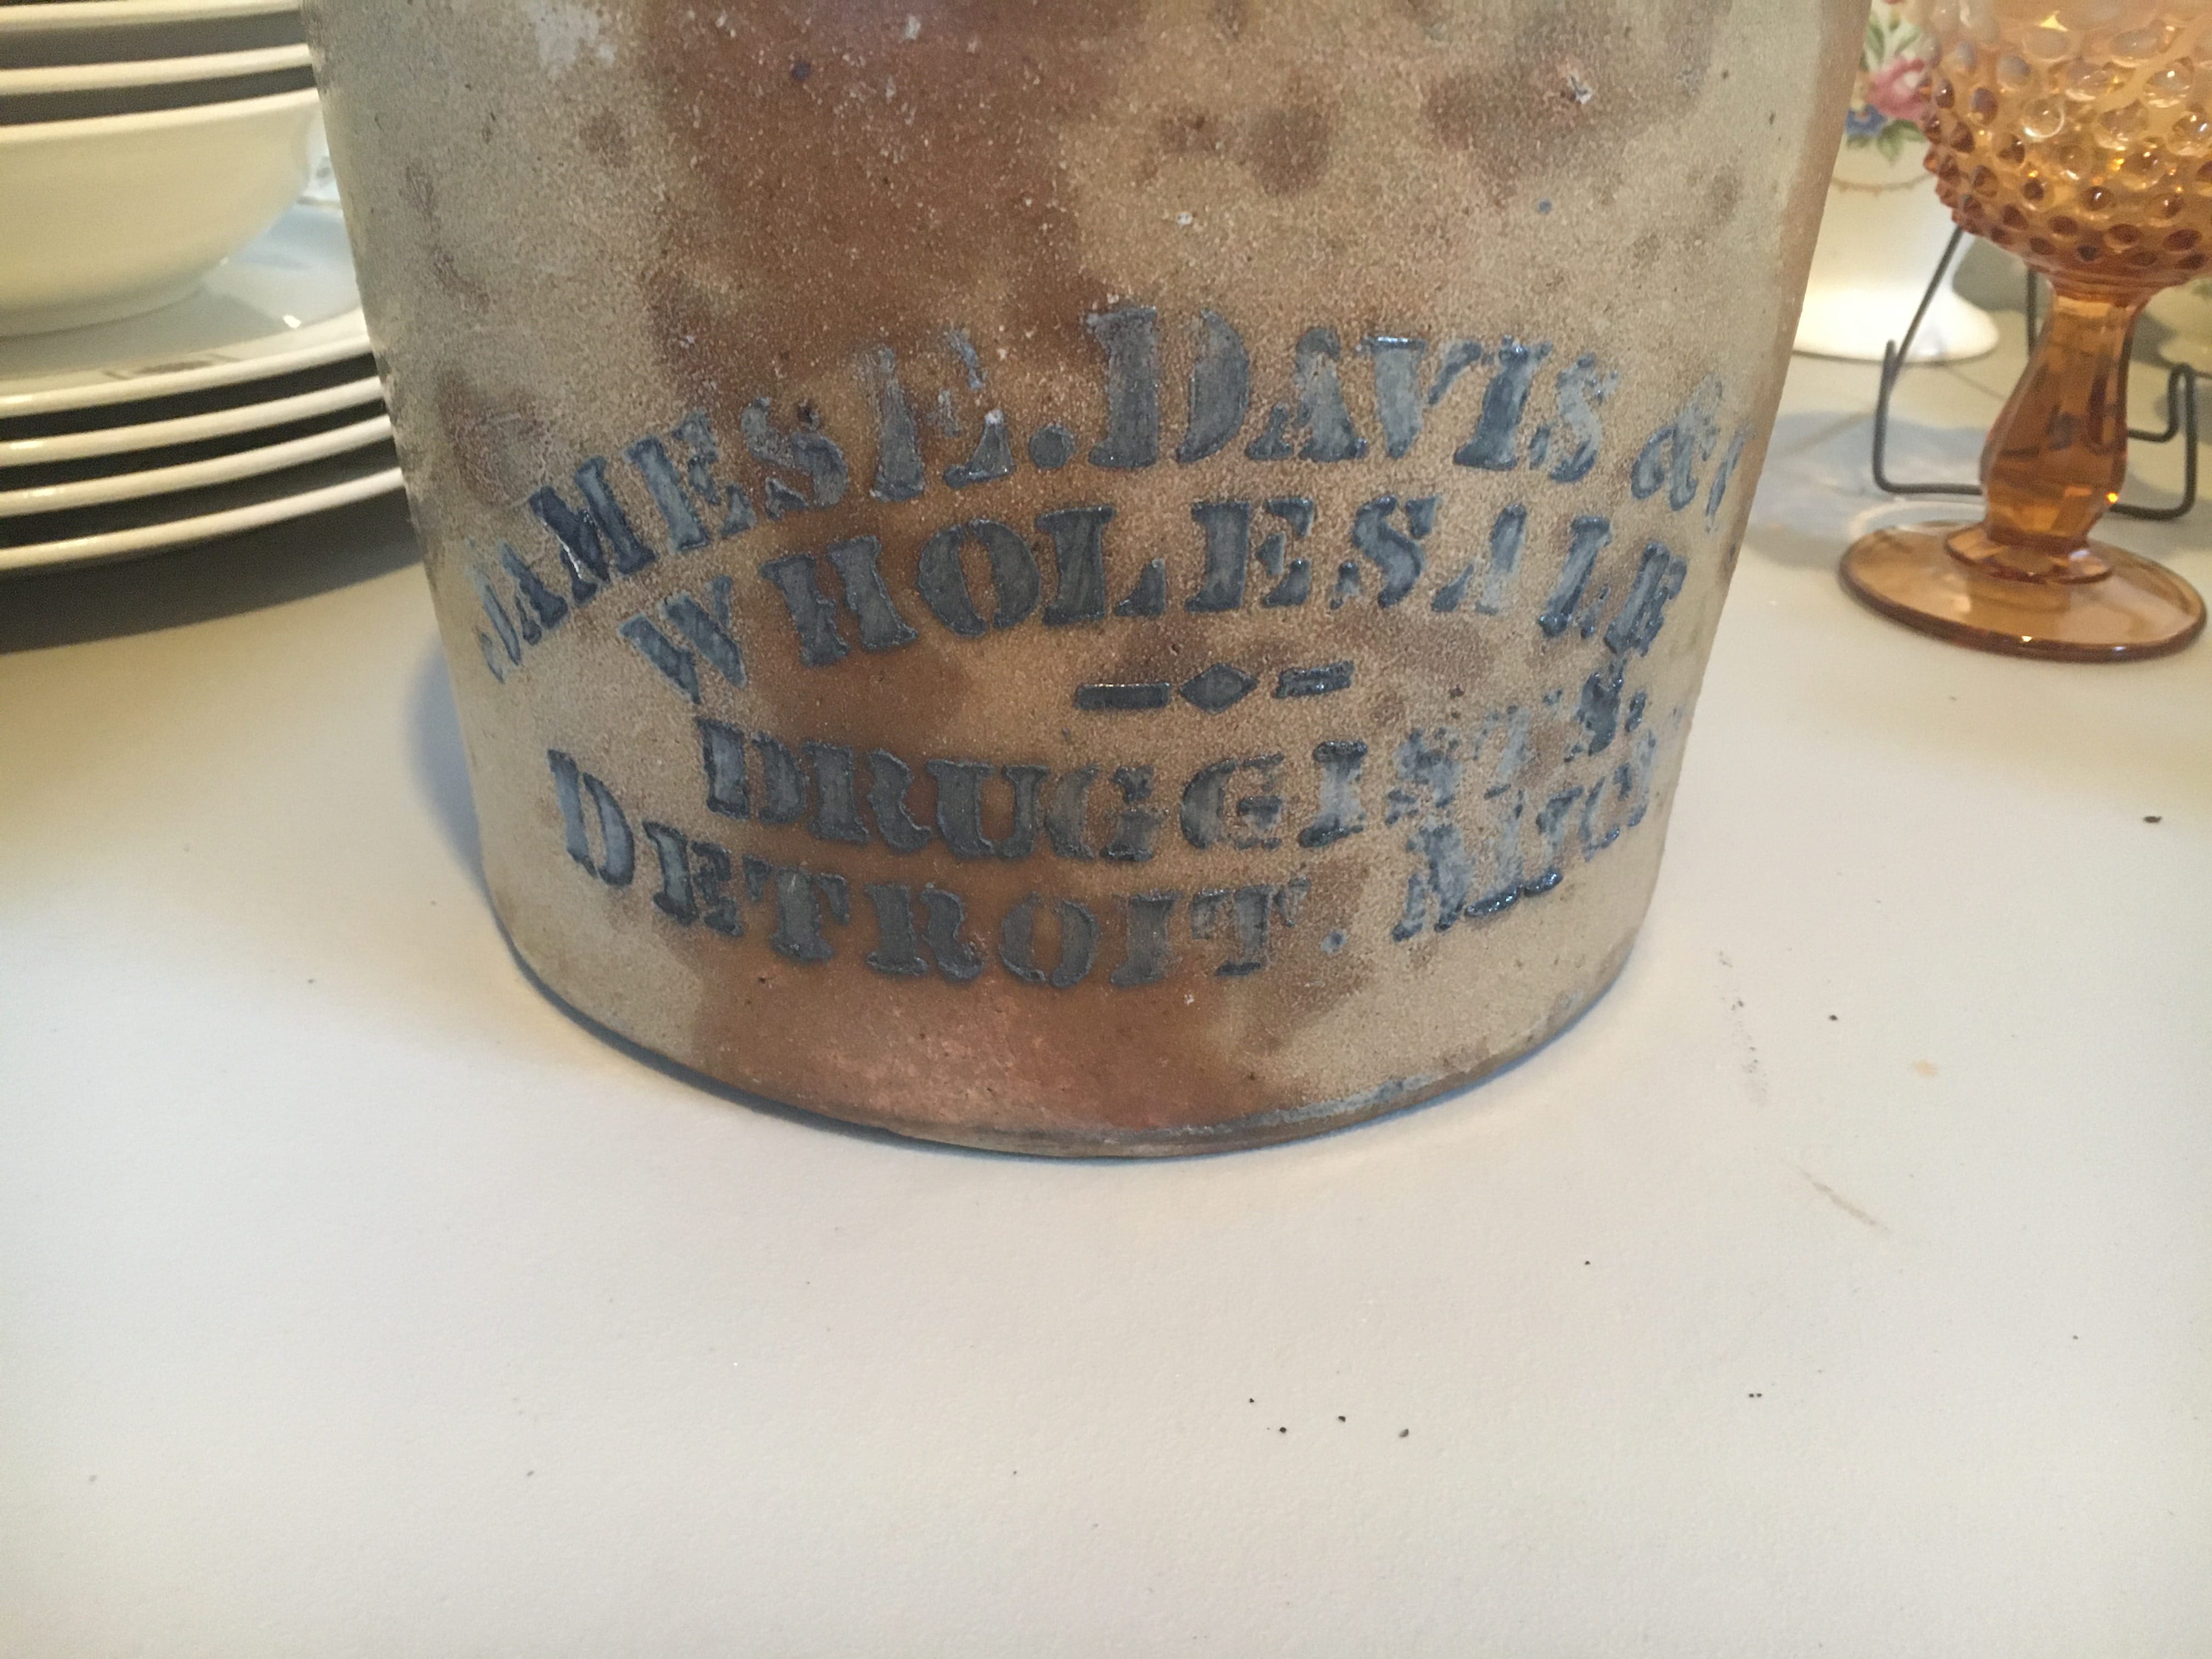 JAMES E. DAVIS & C
WHOLESALE
DRUGGISTS.
DETROIT. MICH